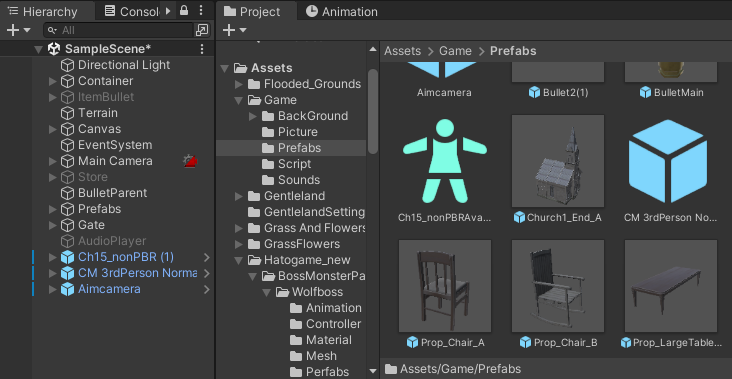 Hierarchy
Consol
All
SampleScene*
Directional Light
Container
ItemBullet
Terrain
Canvas
EventSystem
Main Camera
Store
BulletParent
Prefabs
Gate
AudioPlayer
Ch15_nonPBR (1)
CM 3rdPerson Norma
Aimcamera
Project
Animation
Assets
Flooded_Grounds
Game
BackGround
Picture
Prefabs
Script
Sounds
Gentleland
GentlelandSetting
Grass And Flowers
GrassFlowers
Hatogame_new
BossMonsterPa
Wolfboss
Animation
Controller
Material
Mesh
Perfabs
Assets > Game > Prefabs
Aimcamera
Bullet2(1)
BulletMain
Ch15_nonPBRAva...
Church1_End_A
CM 3rdPerson No...
Prop_Chair_A
Prop_Chair_B
Prop_LargeTable...
Assets/Game/Prefabs